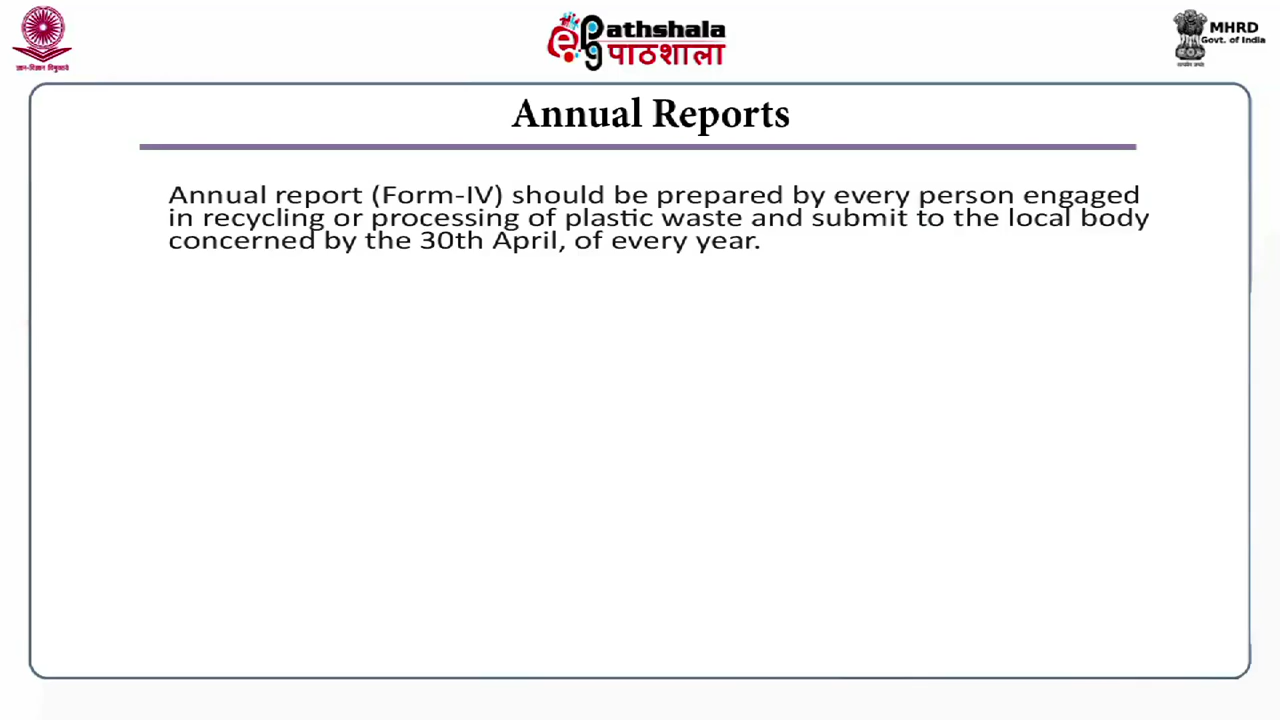 ज्ञान-विज्ञान विमुक्तये
ePathshala
पाठशाला
MHRD
Govt. of India
Annual Reports
Annual report (Form-IV) should be prepared by every person engaged
in recycling or processing of plastic waste and submit to the local body
concerned by the 30th April, of every year.